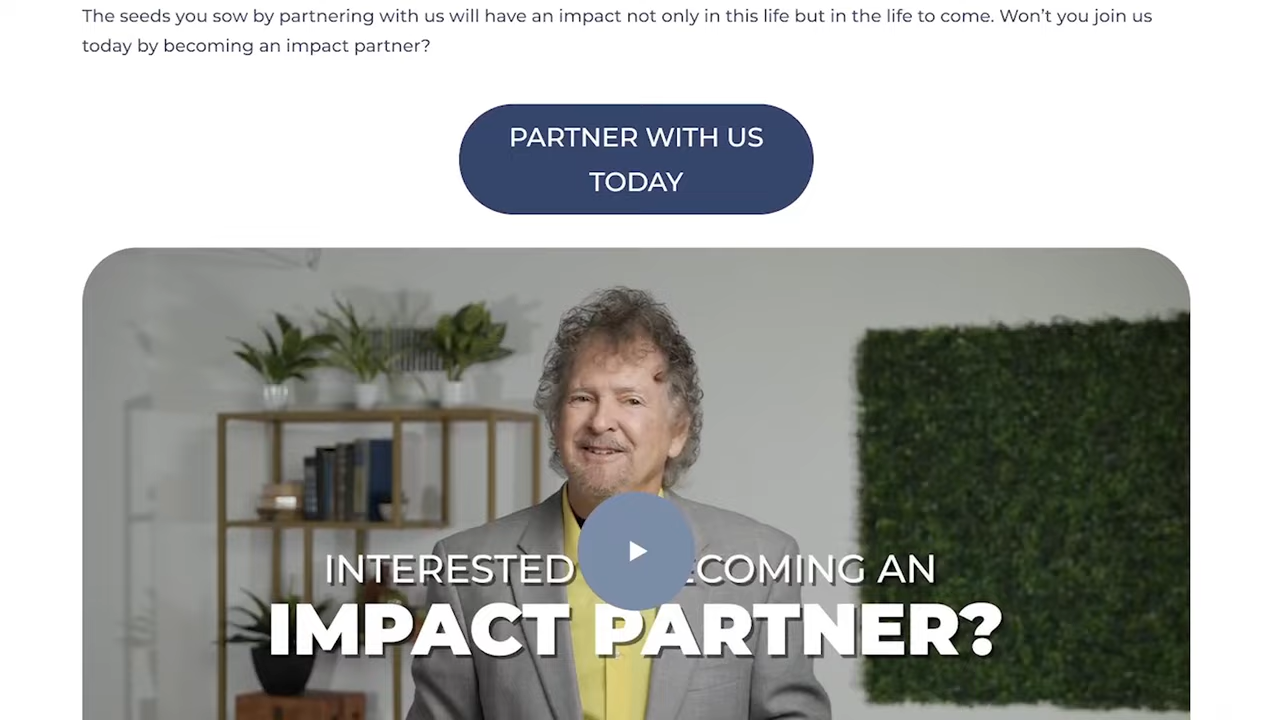 The seeds you sow by partnering with us will have an impact not only in this life but in the life to come. Won’t you join us
today by becoming an impact partner?
PARTNER WITH US
TODAY
INTERESTED ECOMING AN
IMPACT PARTNER?